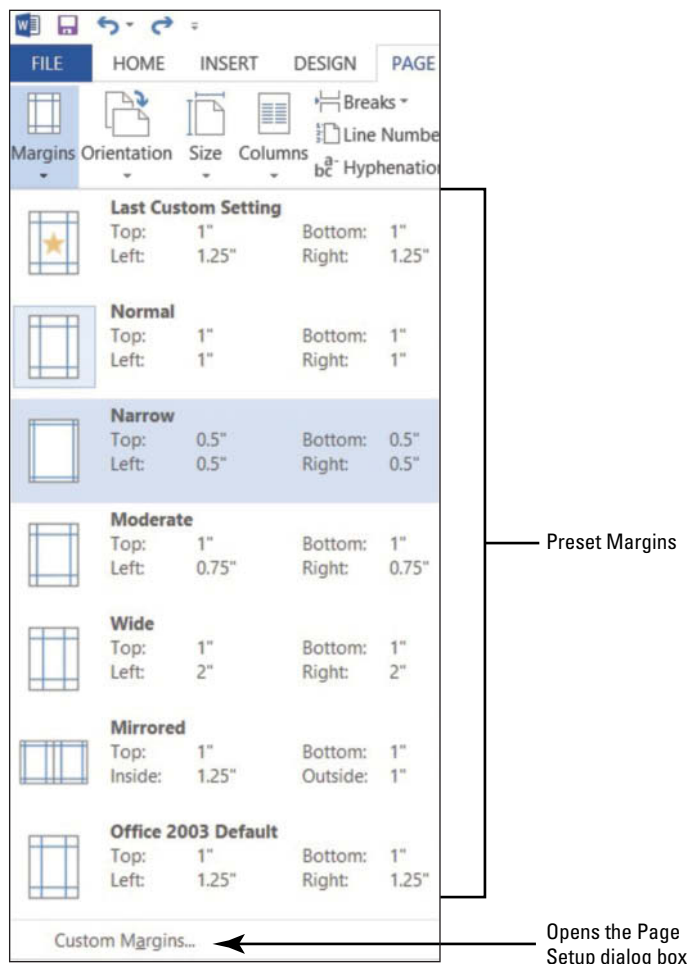 FILE HOME INSERT DESIGN PAGE
Breaks
Line Numbe
Margins Orientation Size Columns
Hyphenation
Last Custom Setting
Top: 1" Bottom: 1"
Left: 1.25" Right: 1.25"
Normal
Top: 1" Bottom: 1"
Left: 1" Right: 1"
Narrow
Top: 0.5" Bottom: 0.5"
Left: 0.5" Right: 0.5"
Moderate
Top: 1" Bottom: 1"
Left: 0.75" Right: 0.75"
Preset Margins
Wide
Top: 1" Bottom: 1"
Left: 2" Right: 2"
Mirrored
Top: 1" Bottom: 1"
Inside: 1.25" Outside: 1"
Office 2003 Default
Top: 1" Bottom: 1"
Left: 1.25" Right: 1.25"
Custom Margins...
Opens the Page
Setup dialog box